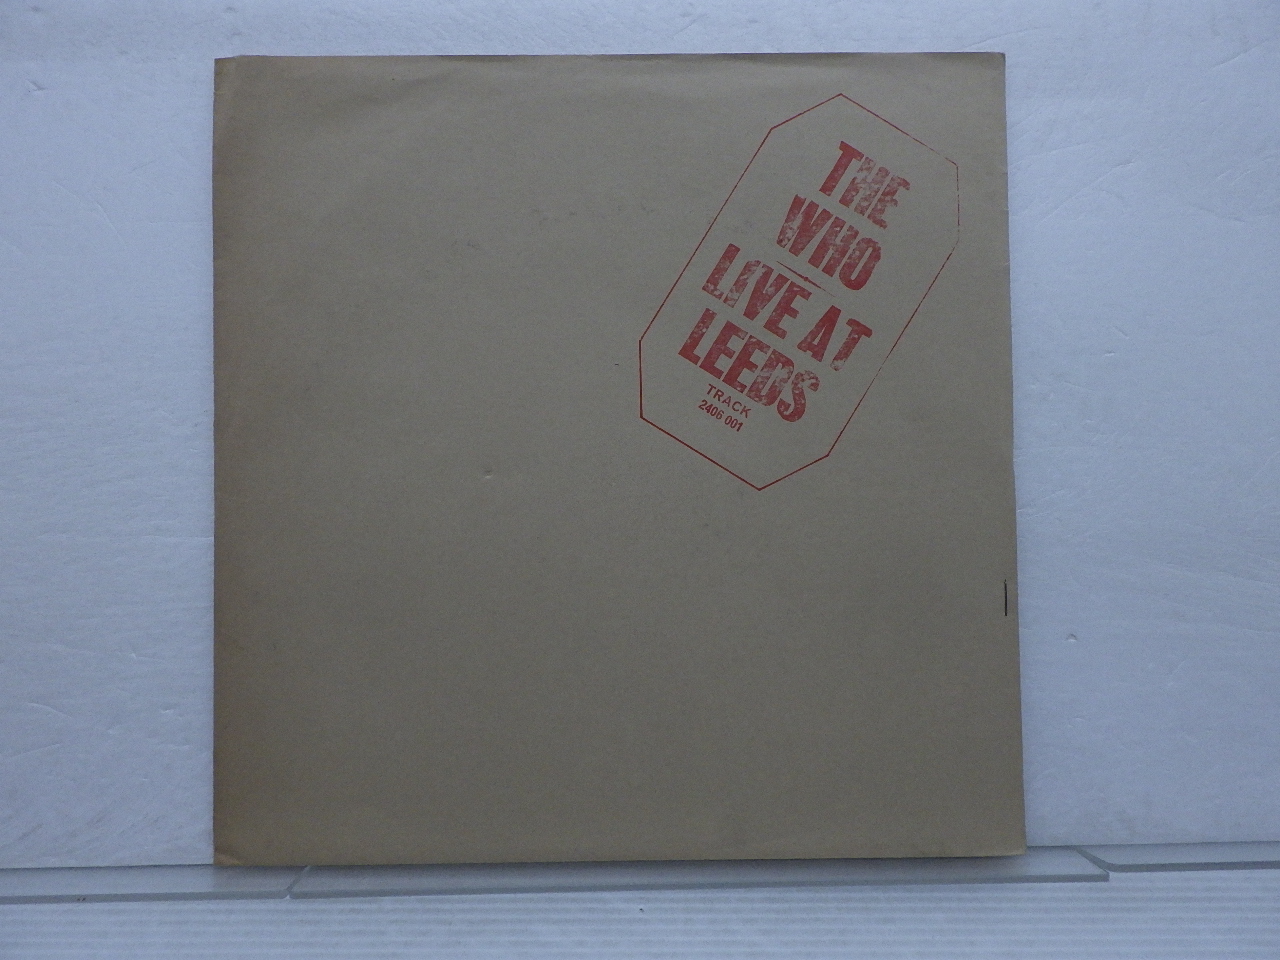 THE
WHO
LIVE AT
LEEDS
TRACK
2406 001